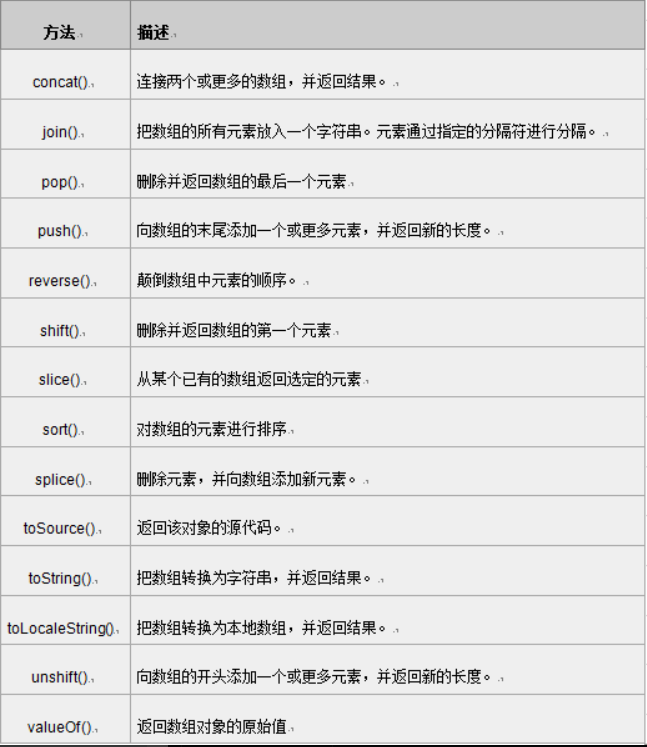 方法 描述
concat() 连接两个或更多的数组，并返回结果。
join() 把数组的所有元素放入一个字符串。元素通过指定的分隔符进行分隔。
pop() 删除并返回数组的最后一个元素
push() 向数组的末尾添加一个或更多元素，并返回新的长度。
reverse() 颠倒数组中元素的顺序。
shift() 删除并返回数组的第一个元素
slice() 从某个已有的数组返回选定的元素
sort() 对数组的元素进行排序
splice() 删除元素，并向数组添加新元素。
toSource() 返回该对象的源代码。
toString() 把数组转换为字符串，并返回结果。
toLocaleString() 把数组转换为本地数组，并返回结果。
unshift() 向数组的开头添加一个或更多元素，并返回新的长度。
valueOf() 返回数组对象的原始值